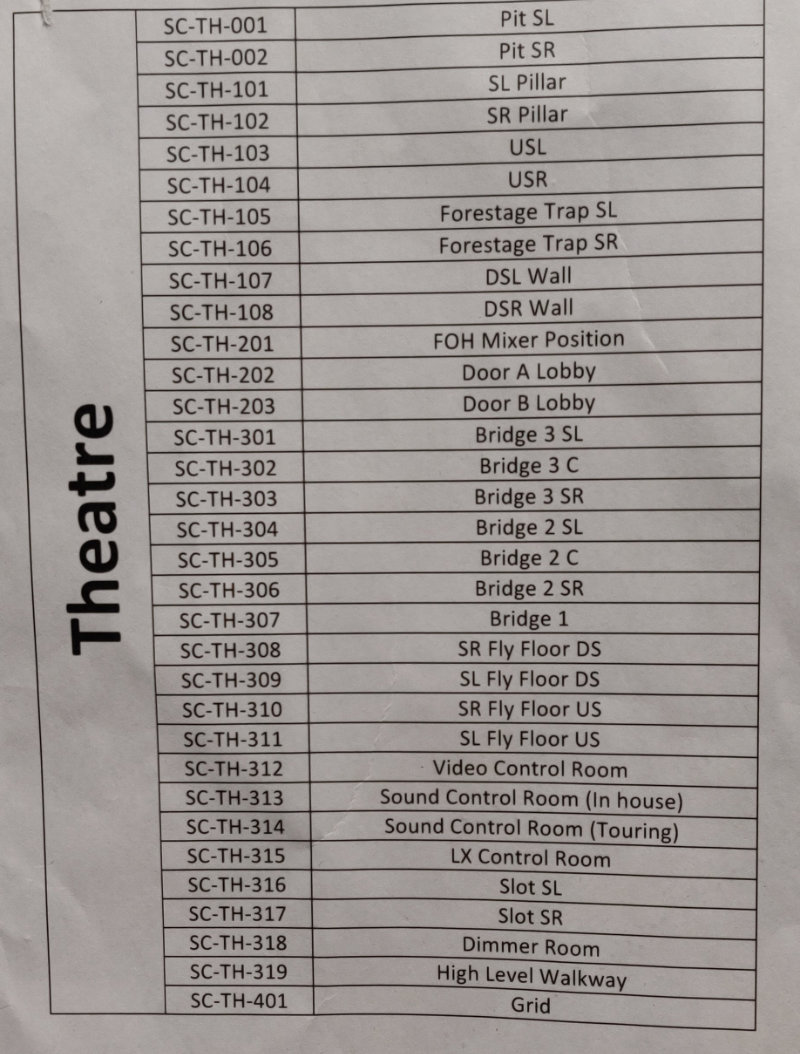 Theatre
SC-TH-001 Pit SL
SC-TH-002 Pit SR
SC-TH-101 SL Pillar
SC-TH-102 SR Pillar
SC-TH-103 USL
SC-TH-104 USR
SC-TH-105 Forestage Trap SL
SC-TH-106 Forestage Trap SR
SC-TH-107 DSL Wall
SC-TH-108 DSR Wall
SC-TH-201 FOH Mixer Position
SC-TH-202 Door A Lobby
SC-TH-203 Door B Lobby
SC-TH-301 Bridge 3 SL
SC-TH-302 Bridge 3 C
SC-TH-303 Bridge 3 SR
SC-TH-304 Bridge 2 SL
SC-TH-305 Bridge 2 C
SC-TH-306 Bridge 2 SR
SC-TH-307 Bridge 1
SC-TH-308 SR Fly Floor DS
SC-TH-309 SL Fly Floor DS
SC-TH-310 SR Fly Floor US
SC-TH-311 SL Fly Floor US
SC-TH-312 Video Control Room
SC-TH-313 Sound Control Room (In house)
SC-TH-314 Sound Control Room (Touring)
SC-TH-315 LX Control Room
SC-TH-316 Slot SL
SC-TH-317 Slot SR
SC-TH-318 Dimmer Room
SC-TH-319 High Level Walkway
SC-TH-401 Grid